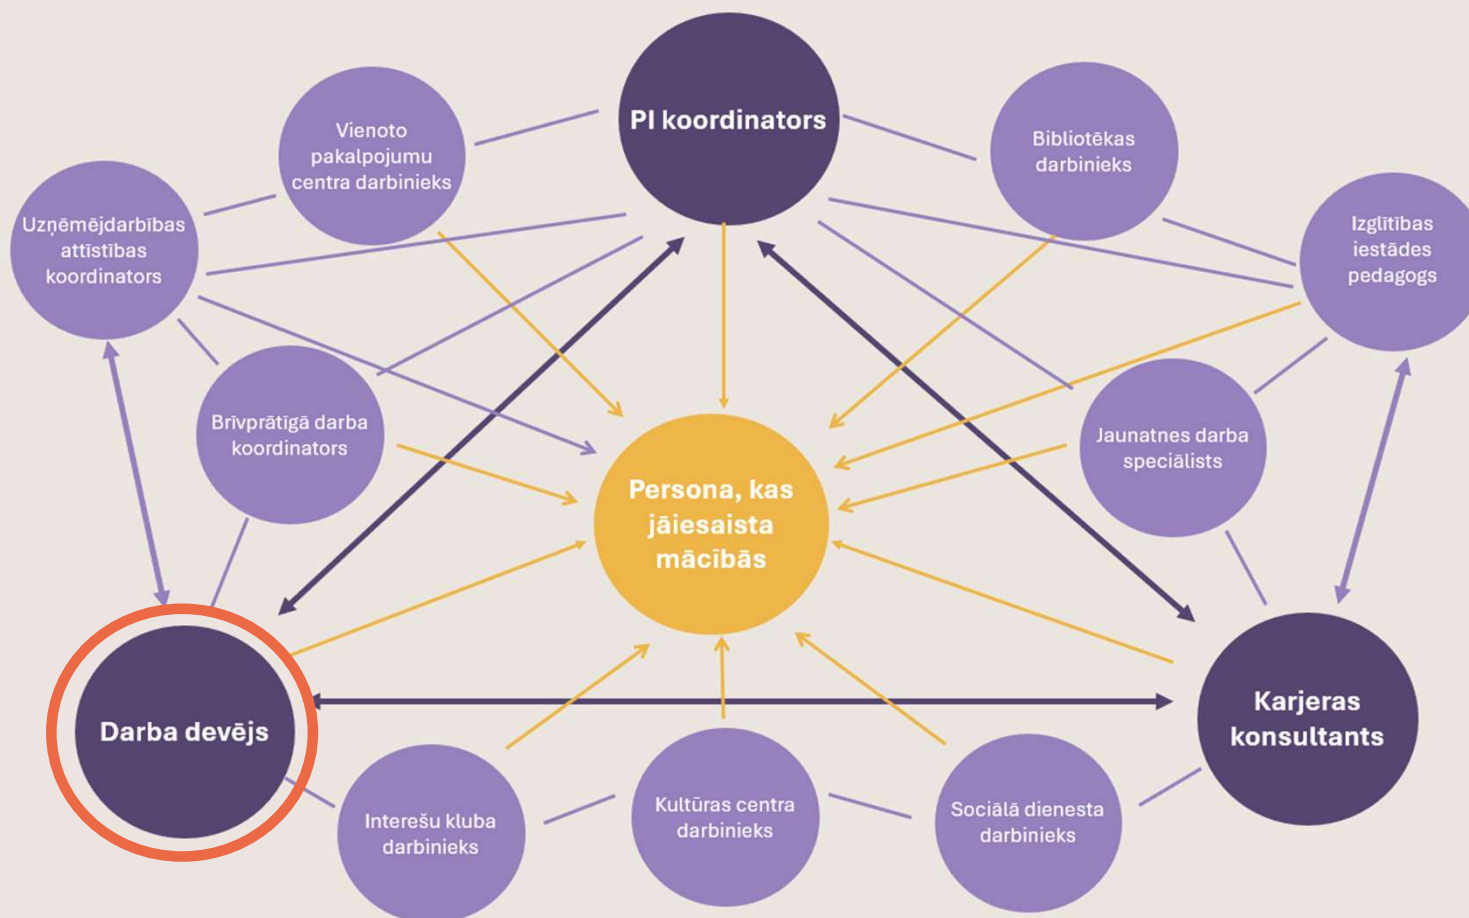 PI koordinators
Vienoto
pakalpojumu
centra darbinieks
Bibliotēkas
darbinieks
Uzņēmējdarbības
attīstības
koordinators
Izglītības
iestādes
pedagogs
Brīvprātīgā darba
koordinators
Jaunatnes darba
speciālists
Persona, kas
jāiesaista
mācībās
Darba devējs
Karjeras
konsultants
Interešu kluba
darbinieks
Kultūras centra
darbinieks
Sociālā dienesta
darbinieks